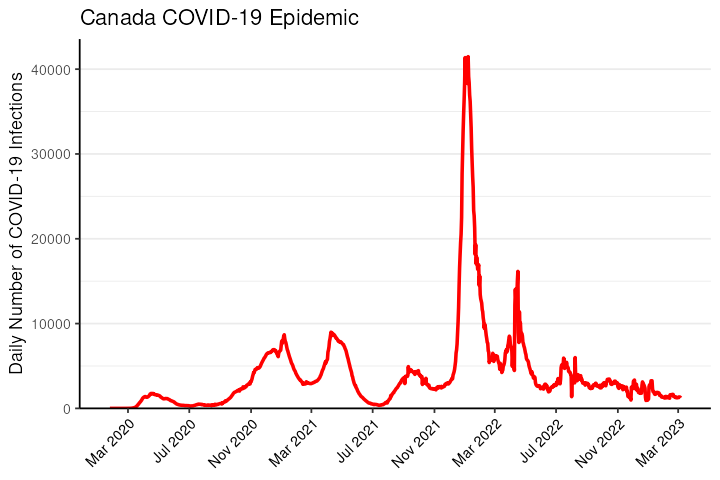 Canada COVID-19 Epidemic
Daily Number of COVID-19 Infections
40000
30000
20000
10000
0
Mar 2020
Jul 2020
Nov 2020
Mar 2021
Jul 2021
Nov 2021
Mar 2022
Jul 2022
Nov 2022
Mar 2023